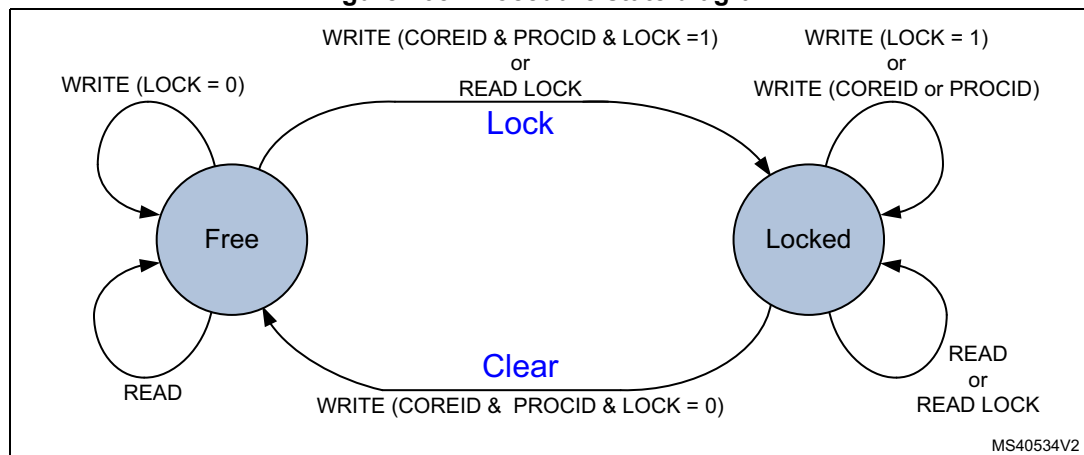 WRITE (COREID & PROCID & LOCK =1)
or
READ LOCK
Lock
WRITE (LOCK = 1)
or
WRITE (COREID or PROCID)
WRITE (LOCK = 0)
Free
Locked
READ
Clear
WRITE (COREID &  PROCID & LOCK = 0)
READ
or
READ LOCK
MS40534V2